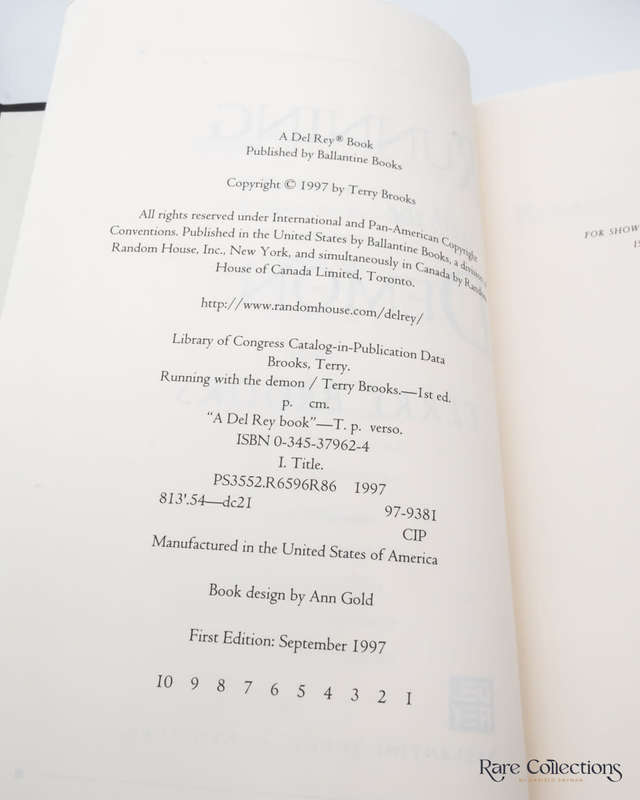 A Del Rey® Book
Published by Ballantine Books
Copyright © 1997 by Terry Brooks
All rights reserved under International and Pan-American Copyright
Conventions. Published in the United States by Ballantine Books, a division of
Random House, Inc., New York, and simultaneously in Canada by Random
House of Canada Limited, Toronto.
http://www.randomhouse.com/delrey/
Library of Congress Catalog-in-Publication Data
Brooks, Terry.
Running with the demon / Terry Brooks.—1st ed.
p. cm.
“A Del Rey book”—T. p. verso.
ISBN 0-345-37962-4
I. Title.
PS3552.R6596R86 1997
813'.54—dc21 97-9381
CIP
Manufactured in the United States of America
Book design by Ann Gold
First Edition: September 1997
10 9 8 7 6 5 4 3 2 1
FOR SHOW
Rare Collections